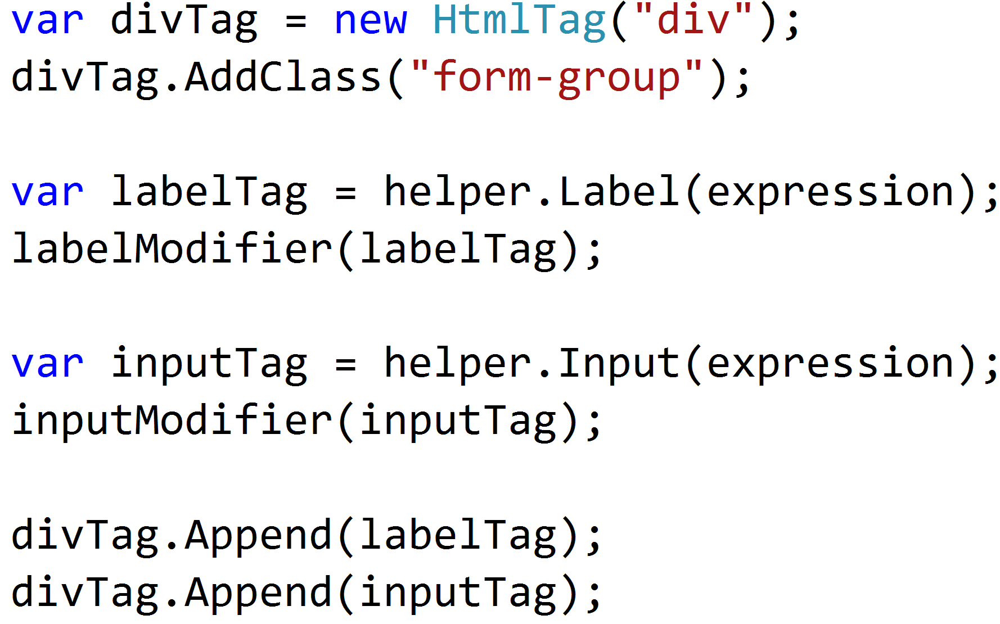 var divTag = new HtmlTag("div");
divTag.AddClass("form-group");
var labelTag = helper.Label(expression);
labelModifier(labelTag);
var inputTag = helper.Input(expression);
inputModifier(inputTag);
divTag.Append(labelTag);
divTag.Append(inputTag);